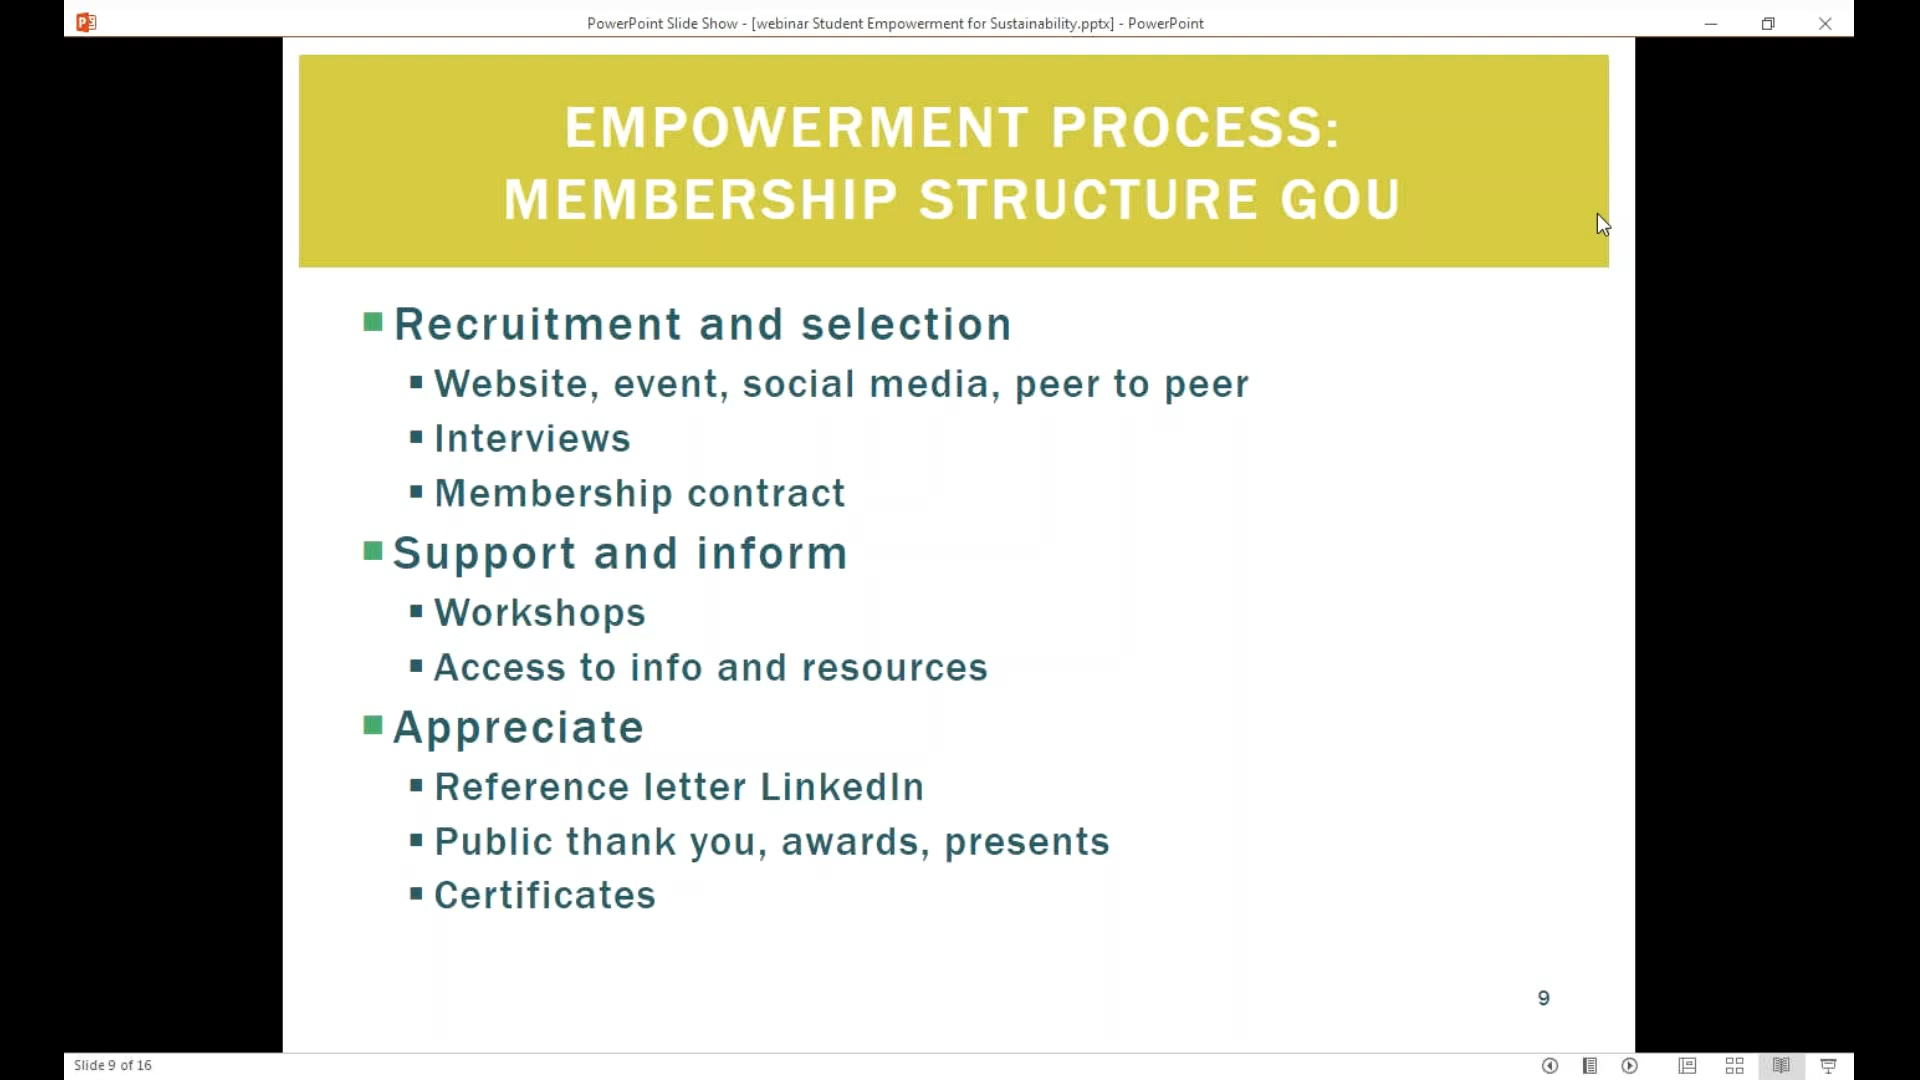 PowerPoint Slide Show - [webinar Student Empowerment for Sustainability.pptx] - PowerPoint
EMPOWERMENT PROCESS:
MEMBERSHIP STRUCTURE GOU
Recruitment and selection
Website, event, social media, peer to peer
Interviews
Membership contract
Support and inform
Workshops
Access to info and resources
Appreciate
Reference letter LinkedIn
Public thank you, awards, presents
Certificates
9
Slide 9 of 16